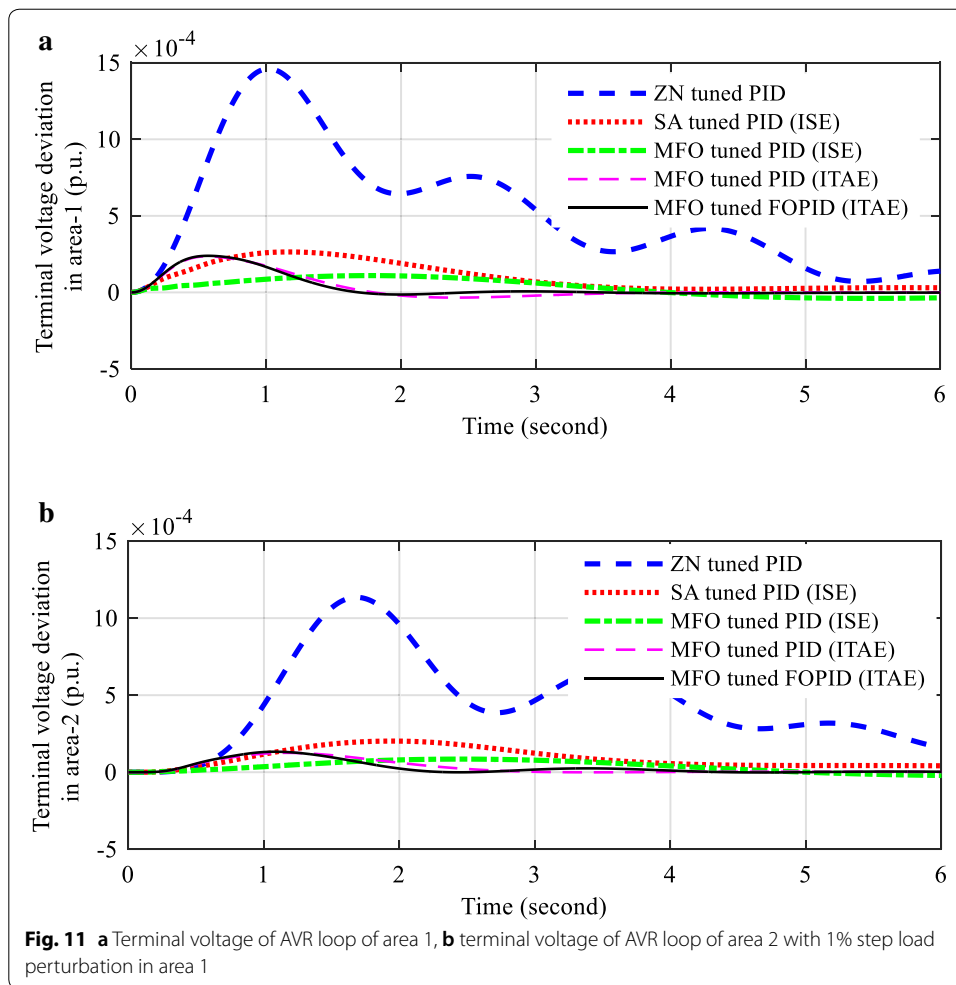 a
×10⁻⁴
15
10
5
0
-5
Terminal voltage deviation
in area-1 (p.u.)
ZN tuned PID
SA tuned PID (ISE)
MFO tuned PID (ISE)
MFO tuned PID (ITAE)
MFO tuned FOPID (ITAE)
0 1 2 3 4 5 6
Time (second)
b
×10⁻⁴
15
10
5
0
-5
Terminal voltage deviation
in area-2 (p.u.)
ZN tuned PID
SA tuned PID (ISE)
MFO tuned PID (ISE)
MFO tuned PID (ITAE)
MFO tuned FOPID (ITAE)
0 1 2 3 4 5 6
Time (second)
Fig. 11 a Terminal voltage of AVR loop of area 1, b terminal voltage of AVR loop of area 2 with 1% step load
perturbation in area 1